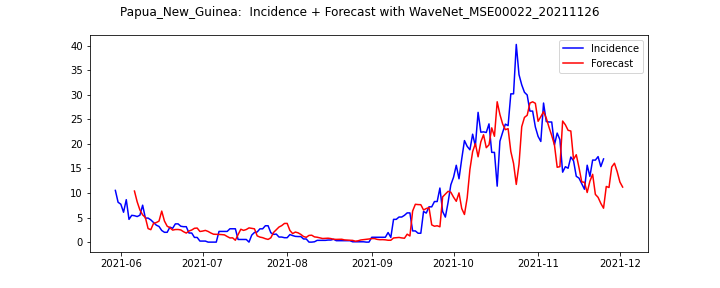 Papua_New_Guinea:  Incidence + Forecast with WaveNet_MSE00022_20211126
Incidence
Forecast
40
35
30
25
20
15
10
5
0
2021-06 2021-07 2021-08 2021-09 2021-10 2021-11 2021-12